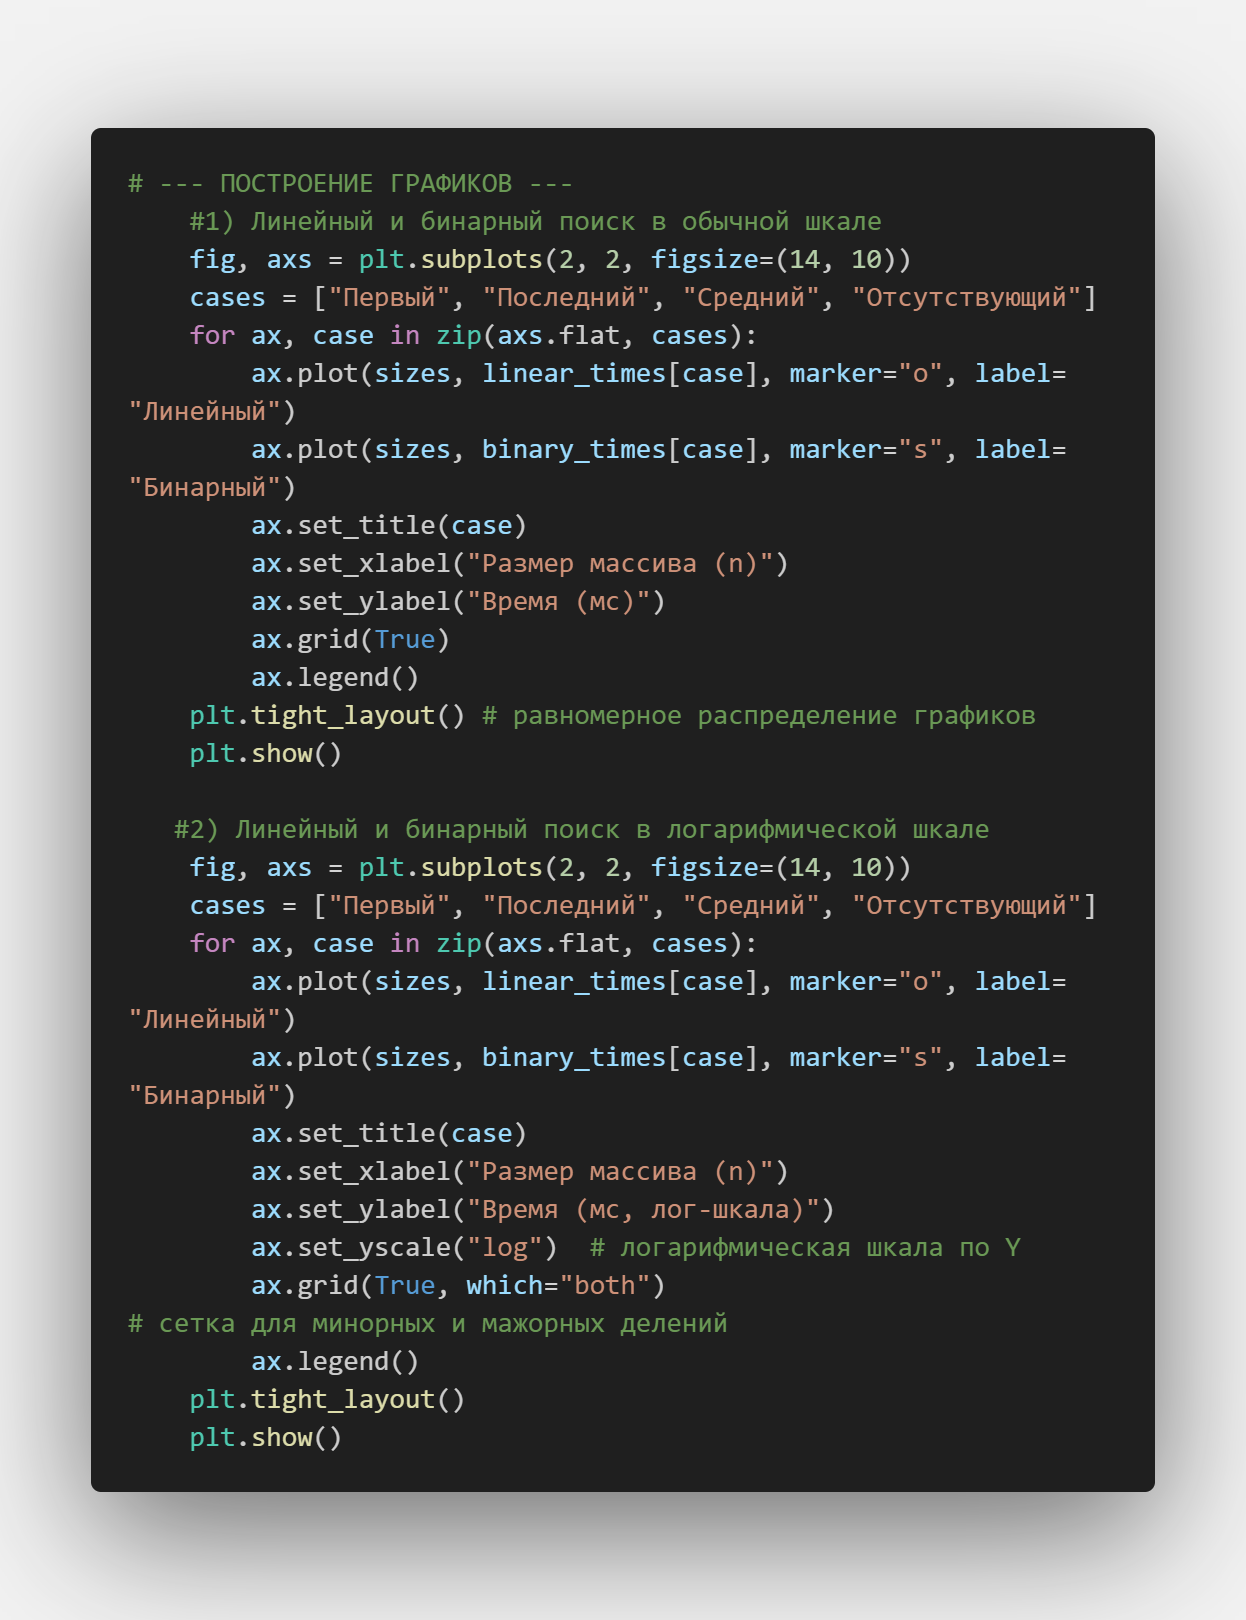 # --- ПОСТРОЕНИЕ ГРАФИКОВ ---
    #1) Линейный и бинарный поиск в обычной шкале
    fig, axs = plt.subplots(2, 2, figsize=(14, 10))
    cases = ["Первый", "Последний", "Средний", "Отсутствующий"]
    for ax, case in zip(axs.flat, cases):
        ax.plot(sizes, linear_times[case], marker="o", label=
"Линейный")
        ax.plot(sizes, binary_times[case], marker="s", label=
"Бинарный")
        ax.set_title(case)
        ax.set_xlabel("Размер массива (n)")
        ax.set_ylabel("Время (мс)")
        ax.grid(True)
        ax.legend()
    plt.tight_layout() # равномерное распределение графиков
    plt.show()

   #2) Линейный и бинарный поиск в логарифмической шкале
    fig, axs = plt.subplots(2, 2, figsize=(14, 10))
    cases = ["Первый", "Последний", "Средний", "Отсутствующий"]
    for ax, case in zip(axs.flat, cases):
        ax.plot(sizes, linear_times[case], marker="o", label=
"Линейный")
        ax.plot(sizes, binary_times[case], marker="s", label=
"Бинарный")
        ax.set_title(case)
        ax.set_xlabel("Размер массива (n)")
        ax.set_ylabel("Время (мс, лог-шкала)")
        ax.set_yscale("log")  # логарифмическая шкала по Y
        ax.grid(True, which="both")
# сетка для минорных и мажорных делений
        ax.legend()
    plt.tight_layout()
    plt.show()